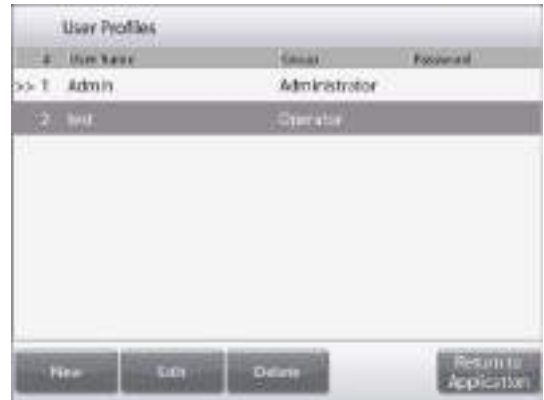 User Profiles
# User Name Group Password
>> 1 Admin Administrator
2 test Operator
New Edit Delete Return to
Application